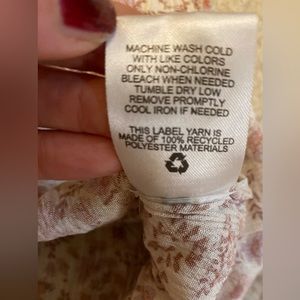 MACHINE WASH COLD
WITH LIKE COLORS
ONLY NON-CHLORINE
BLEACH WHEN NEEDED
TUMBLE DRY LOW
REMOVE PROMPTLY
COOL IRON IF NEEDED
THIS LABEL YARN IS
MADE OF 100% RECYCLED
POLYESTER MATERIALS